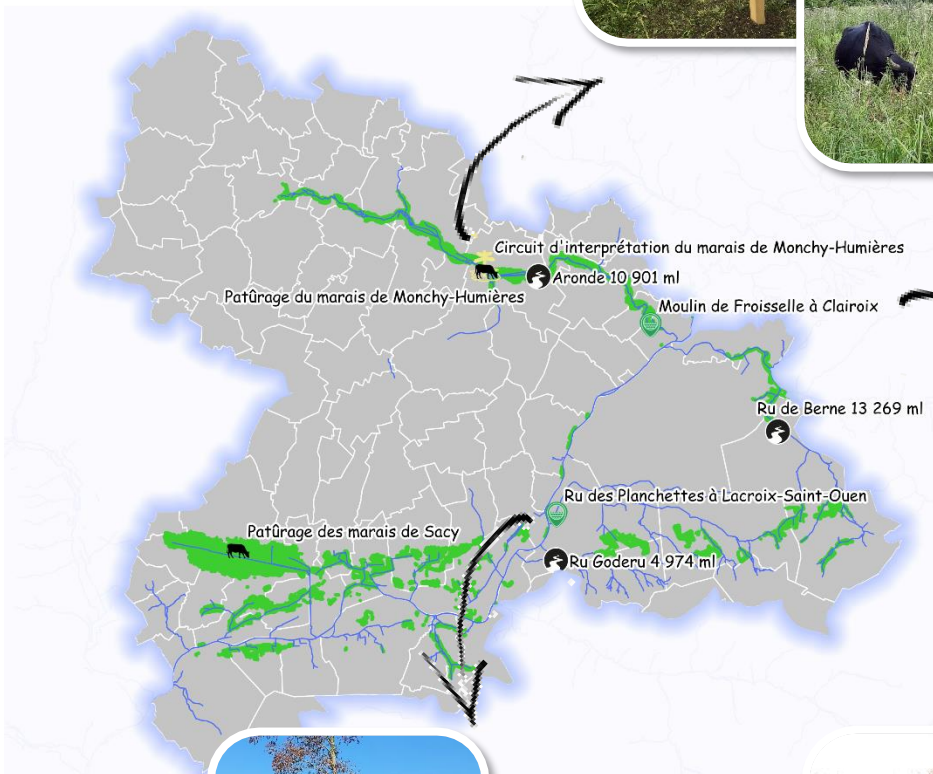 Circuit d'interprétation du marais de Monchy-Humières
Aronde 10 901 ml
Patûrage du marais de Monchy-Humières
Moulin de Froisselle à Clairoix
Ru de Berne 13 269 ml
Ru des Planchettes à Lacroix-Saint-Ouen
Patûrage des marais de Sacy
Ru Goderu 4 974 ml